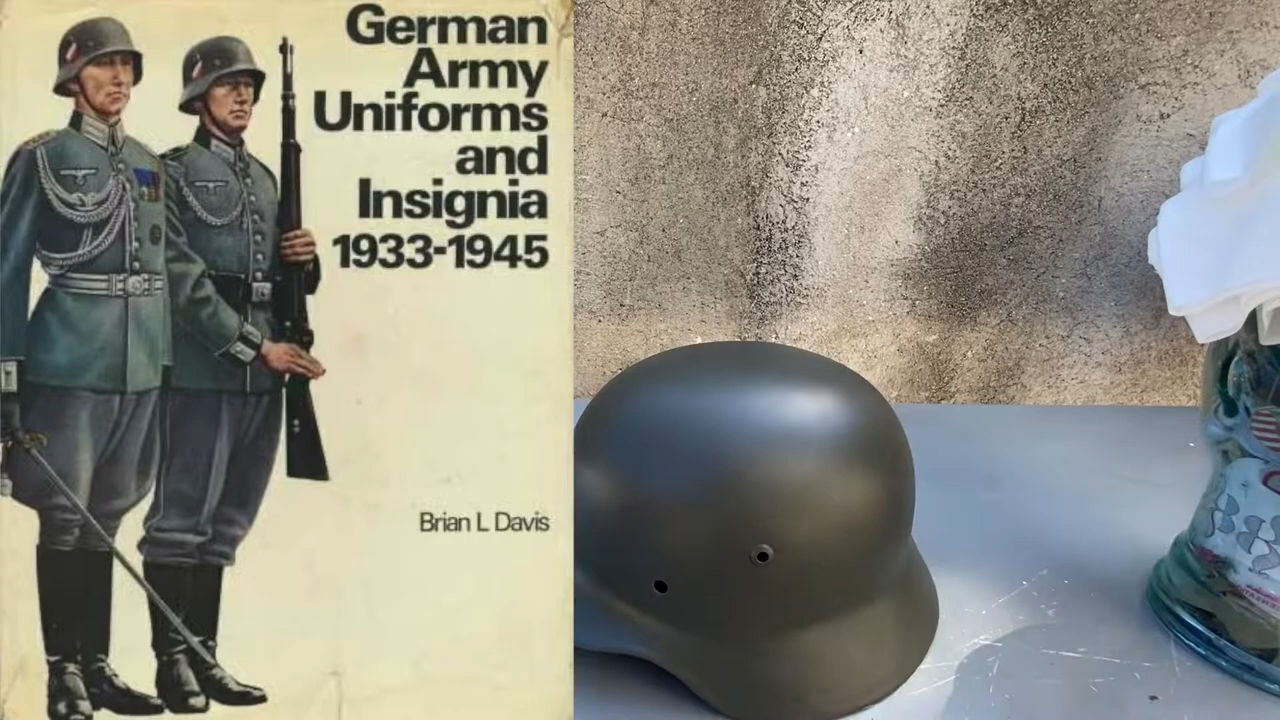 German
Army
Uniforms
and
Insignia
1933-1945
Brian L Davis